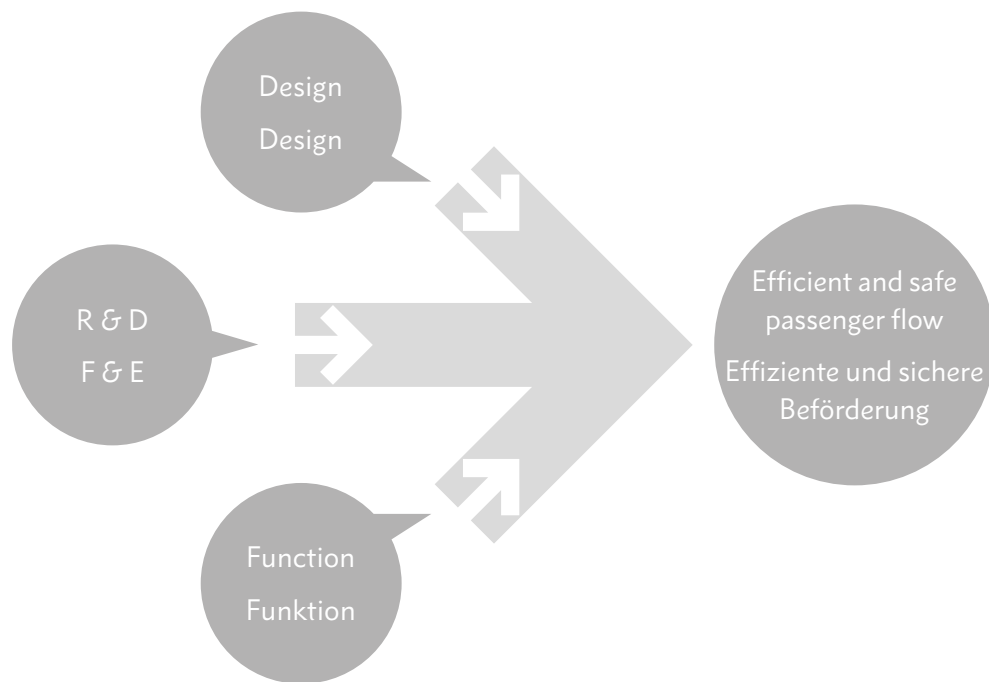 Design
Design
R & D
F & E
Function
Funktion
Efficient and safe
passenger flow
Effiziente und sichere
Beförderung